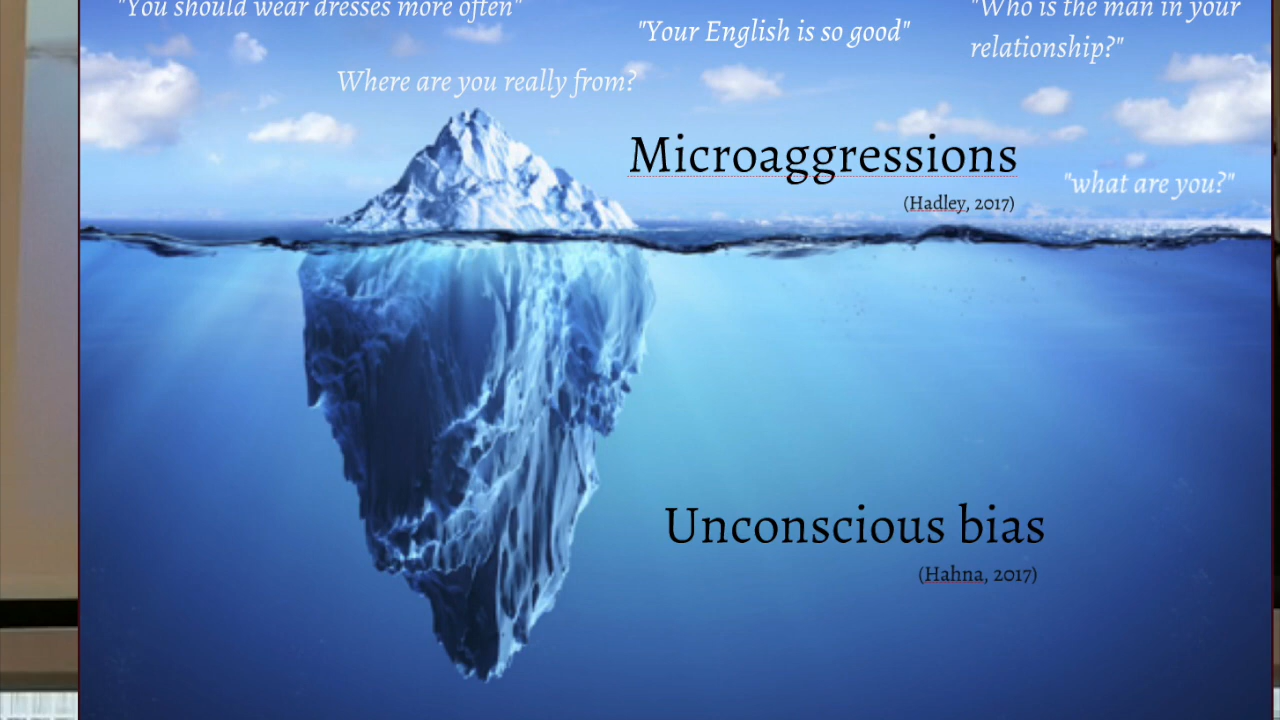 "You should wear dresses more often"
"Your English is so good"
"Who is the man in your
relationship?"
Where are you really from?
Microaggressions
"what are you?"
(Hadley, 2017)
Unconscious bias
(Hahna, 2017)